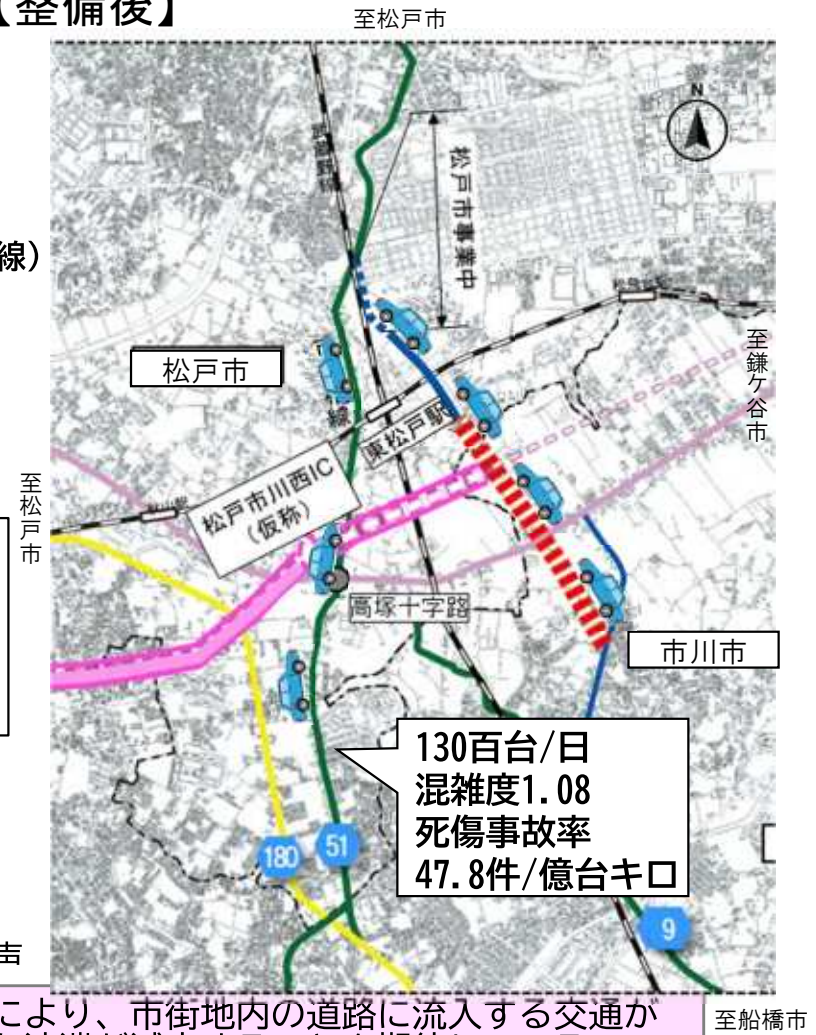 【整備後】
至松戸市
N
松戸市事業中
線）
松戸市
至鎌ケ谷市
線
東松戸駅
至松戸市
松戸市川西IC
（仮称）
高塚十字路
市川市
130百台/日
混雑度1.08
死傷事故率
47.8件/億台キロ
180
51
9
声
により、市街地内の道路に流入する交通が
至船橋市